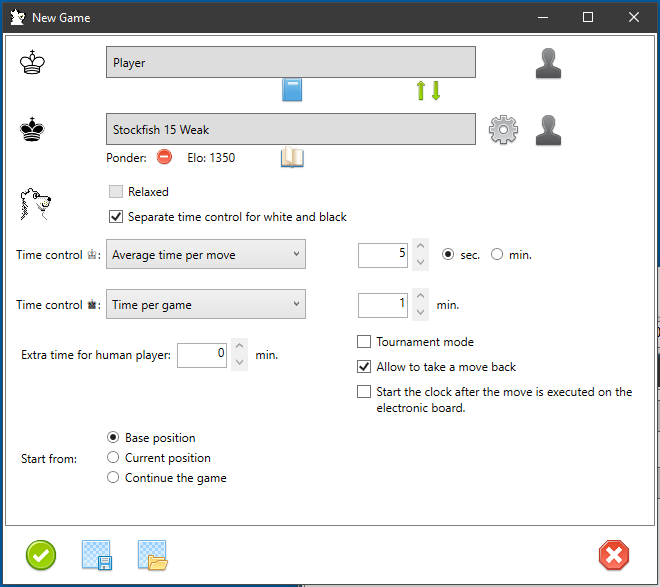 New Game
Player
Stockfish 15 Weak
Ponder: Elo: 1350
Relaxed
Separate time control for white and black
Time control : Average time per move 5 sec. min.
Time control : Time per game 1 min.
Extra time for human player: 0 min.
Tournament mode
Allow to take a move back
Start the clock after the move is executed on the
electronic board.
Start from:
Base position
Current position
Continue the game